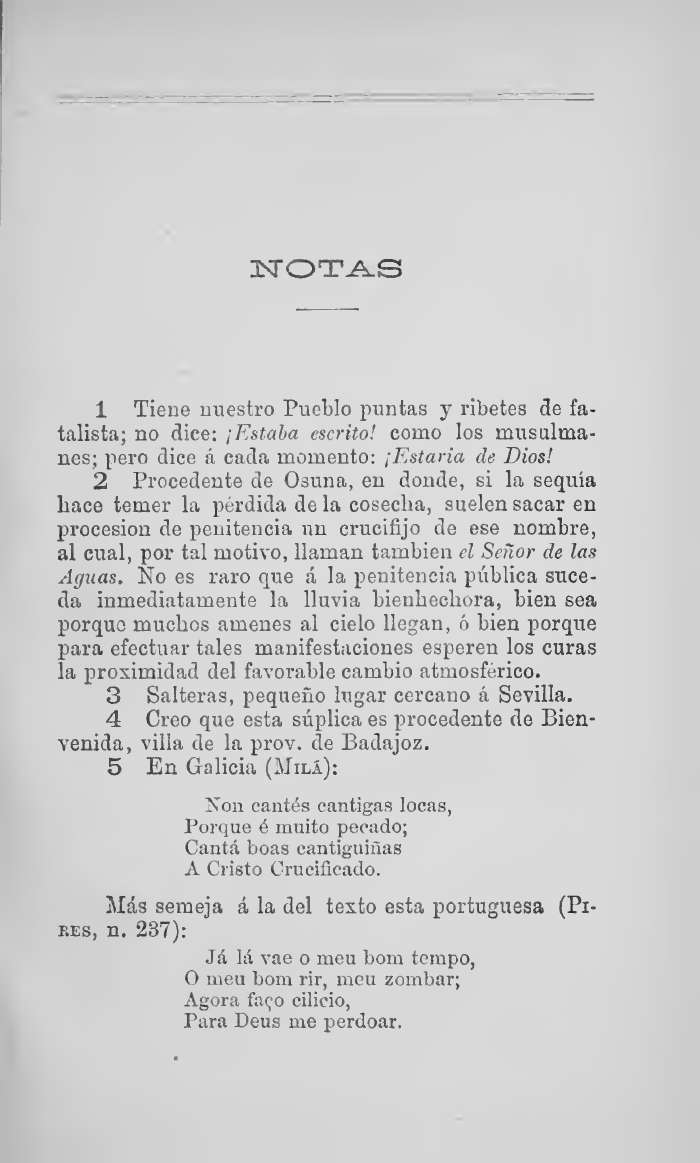 NOTAS
1 Tiene nuestro Pueblo puntas y ribetes de fa-
talista; no dice: ¡Estaba escrito! como los musulma-
nes; pero dice á cada momento: ¡Estaria de Dios!
2 Procedente de Osuna, en donde, si la sequía
hace temer la pérdida de la cosecha, suelen sacar en
procesion de penitencia un crucifijo de ese nombre,
al cual, por tal motivo, llaman tambien el Señor de las
Aguas. No es raro que á la penitencia pública suce-
da inmediatamente la lluvia bienhechora, bien sea
porque muchos amenes al cielo llegan, ó bien porque
para efectuar tales manifestaciones esperen los curas
la proximidad del favorable cambio atmosférico.
3 Salteras, pequeño lugar cercano á Sevilla.
4 Creo que esta súplica es procedente de Bien-
venida, villa de la prov. de Badajoz.
5 En Galicia (MILÁ):
Non cantés cantigas locas,
Porque é muito pecado;
Cantá boas cantiguiñas
A Cristo Crucificado.
Más semeja á la del texto esta portuguesa (PI-
RES, n. 237):
Já lá vae o meu bom tempo,
O meu bom rir, meu zombar;
Agora faço cilicio,
Para Deus me perdoar.